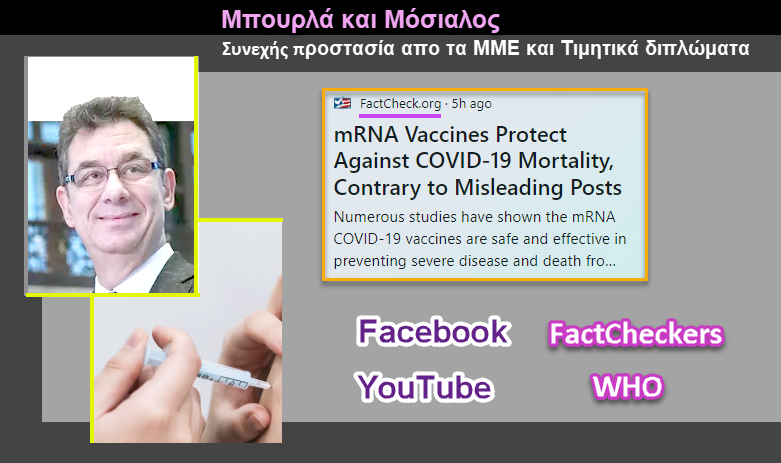 Μπουρλά και Μόσιαλος
Συνεχής προστασία απο τα ΜΜΕ και Τιμητικά διπλώματα
FactCheck.org · 5h ago
mRNA Vaccines Protect
Against COVID-19 Mortality,
Contrary to Misleading Posts
Numerous studies have shown the mRNA
COVID-19 vaccines are safe and effective in
preventing severe disease and death fro...
Facebook FactCheckers
YouTube WHO